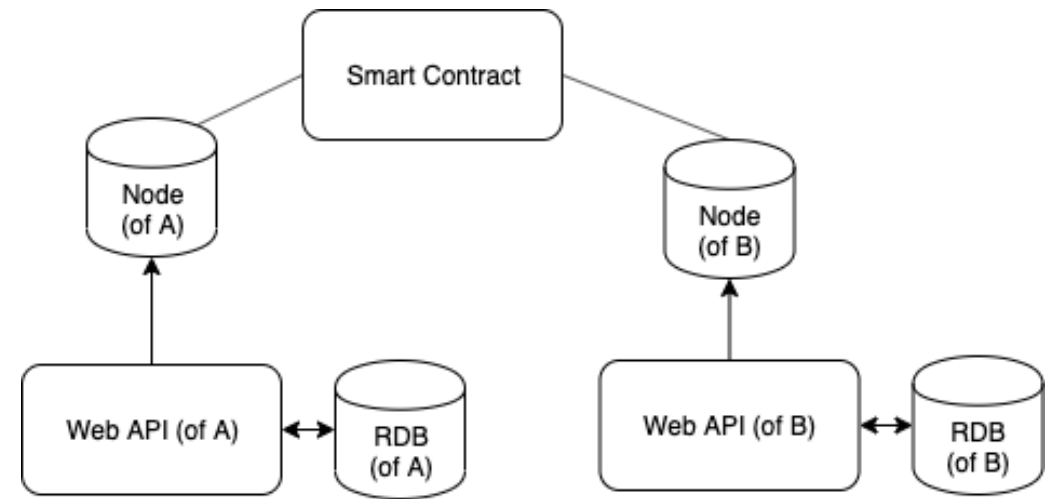 Smart Contract
Node
(of A)
Node
(of B)
Web API (of A)
RDB
(of A)
Web API (of B)
RDB
(of B)